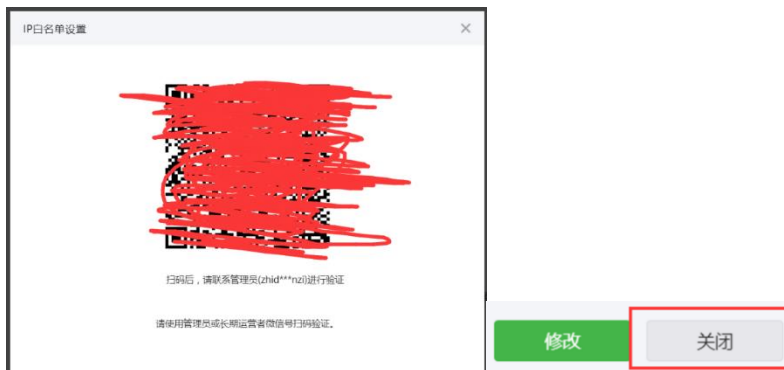 IP白名单设置
扫码后，请联系管理员(zhid***nzi)进行验证
请使用管理员或长期运营者微信号扫码验证。
修改
关闭